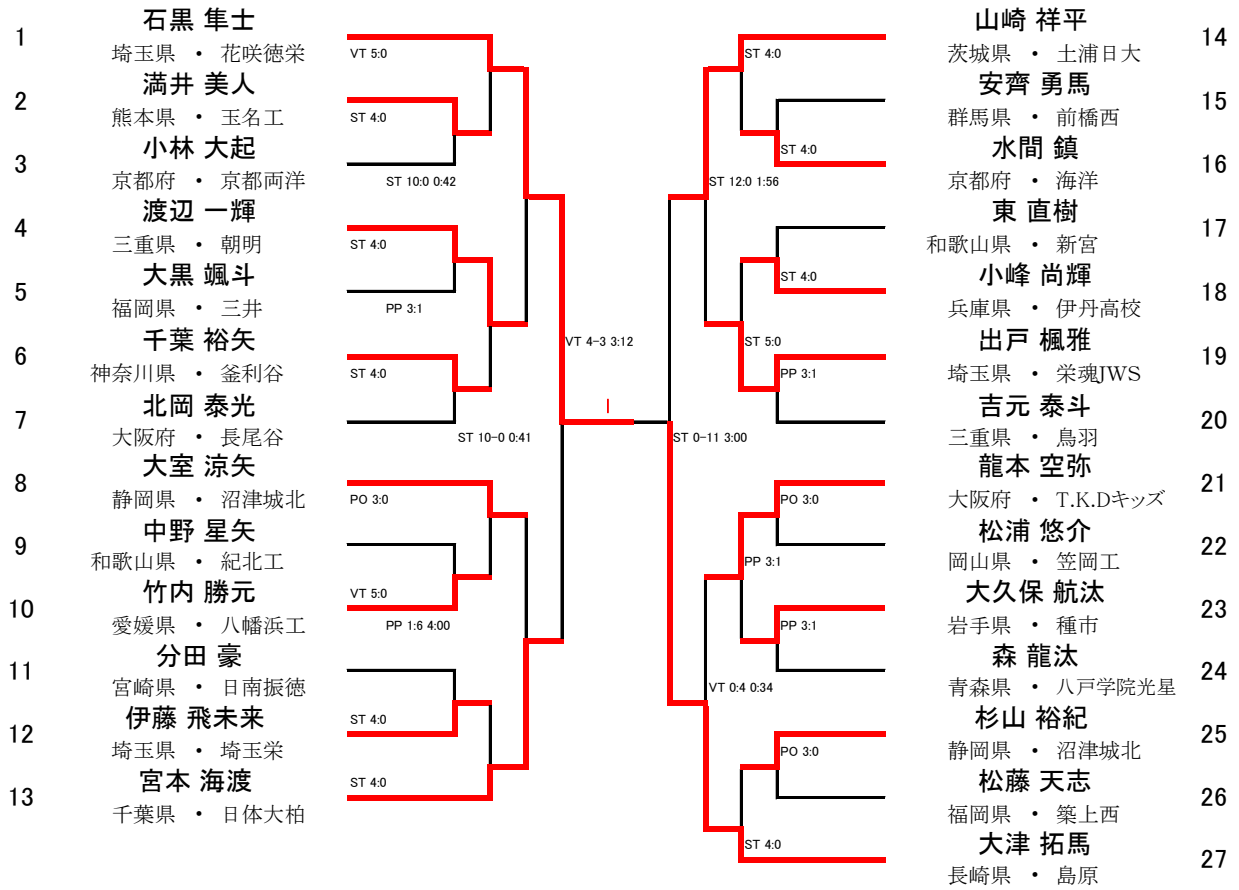 1
石黒 隼士
埼玉県 ・ 花咲徳栄
2
満井 美人
熊本県 ・ 玉名工
3
小林 大起
京都府 ・ 京都両洋
4
渡辺 一輝
三重県 ・ 朝明
5
大黒 颯斗
福岡県 ・ 三井
6
千葉 裕矢
神奈川県 ・ 釜利谷
7
北岡 泰光
大阪府 ・ 長尾谷
8
大室 涼矢
静岡県 ・ 沼津城北
9
中野 星矢
和歌山県 ・ 紀北工
10
竹内 勝元
愛媛県 ・ 八幡浜工
11
分田 豪
宮崎県 ・ 日南振徳
12
伊藤 飛未来
埼玉県 ・ 埼玉栄
13
宮本 海渡
千葉県 ・ 日体大柏
VT 5:0
ST 4:0
ST 10:0 0:42
ST 4:0
PP 3:1
ST 4:0
VT 4-3 3:12
ST 10-0 0:41
PO 3:0
VT 5:0
PP 1:6 4:00
ST 4:0
ST 4:0
ST 4:0
ST 4:0
ST 12:0 1:56
ST 4:0
ST 5:0
PP 3:1
ST 0-11 3:00
PO 3:0
PP 3:1
PP 3:1
VT 0:4 0:34
PO 3:0
ST 4:0
山崎 祥平
茨城県 ・ 土浦日大
14
安齊 勇馬
群馬県 ・ 前橋西
15
水間 鎮
京都府 ・ 海洋
16
東 直樹
和歌山県 ・ 新宮
17
小峰 尚輝
兵庫県 ・ 伊丹高校
18
出戸 楓雅
埼玉県 ・ 栄魂JWS
19
吉元 泰斗
三重県 ・ 鳥羽
20
龍本 空弥
大阪府 ・ T.K.Dキッズ
21
松浦 悠介
岡山県 ・ 笠岡工
22
大久保 航汰
岩手県 ・ 種市
23
森 龍汰
青森県 ・ 八戸学院光星
24
杉山 裕紀
静岡県 ・ 沼津城北
25
松藤 天志
福岡県 ・ 築上西
26
大津 拓馬
長崎県 ・ 島原
27